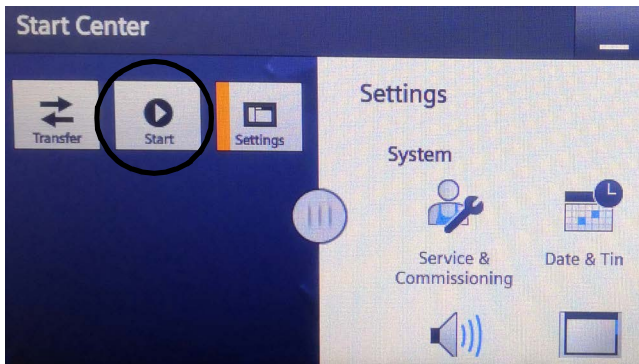 Start Center
Transfer
Start
Settings
Settings
System
Service &
Commissioning
Date & Tin